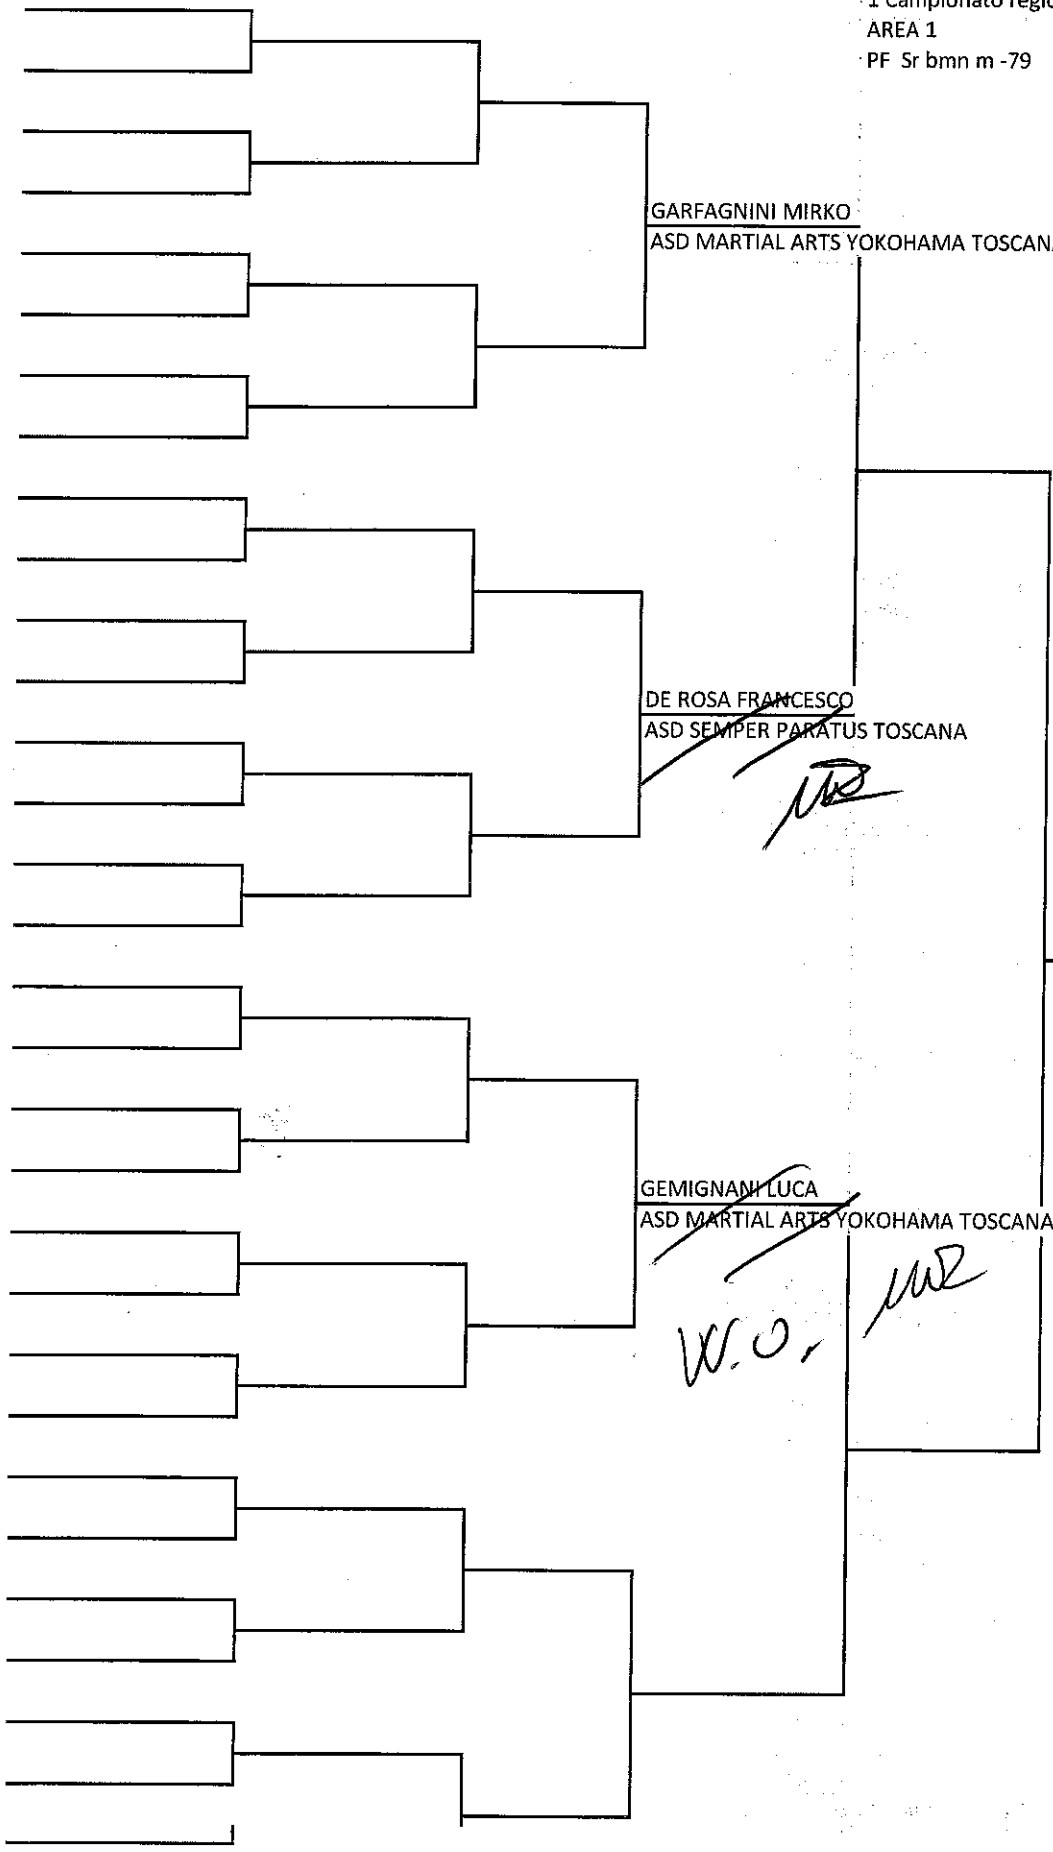 1 Campionato regio
AREA 1
PF Sr bmn m -79
GARFAGNINI MIRKO
ASD MARTIAL ARTS YOKOHAMA TOSCANA
DE ROSA FRANCESCO
ASD SEMPER PARATUS TOSCANA
GEMIGNANI LUCA
ASD MARTIAL ARTS YOKOHAMA TOSCANA
W.O.